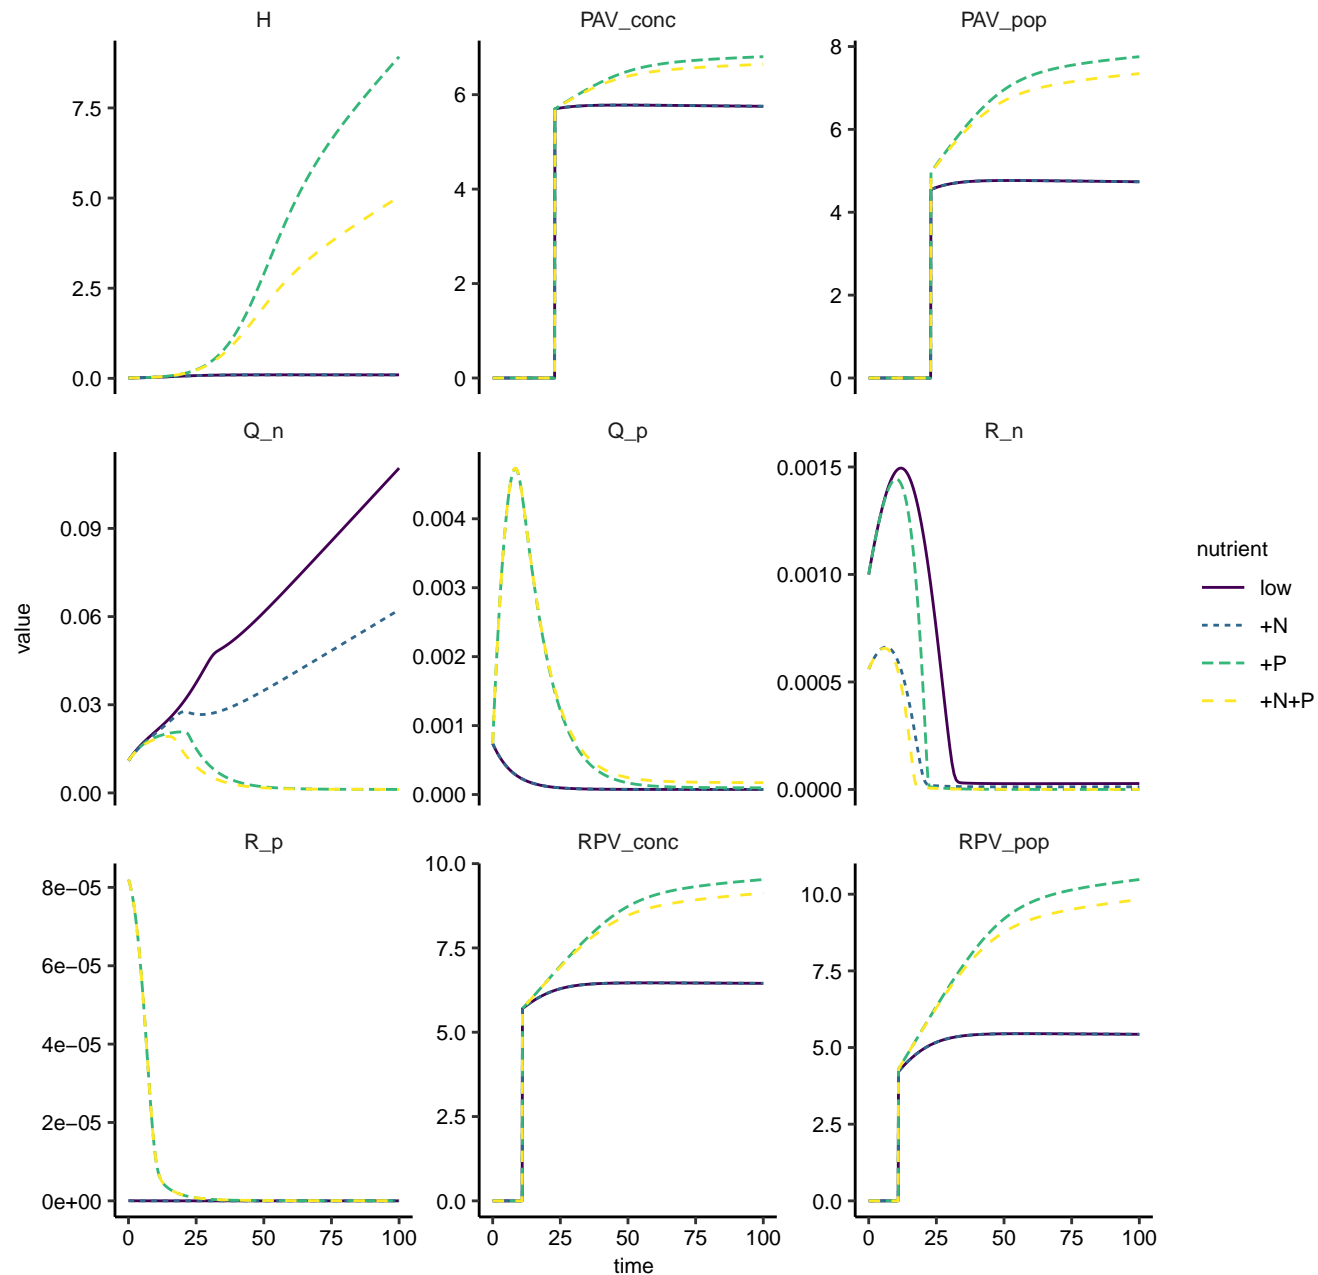 H
PAV_conc
PAV_pop
7.5
5.0
2.5
0.0
6
4
2
0
8
6
4
2
0
Q_n
Q_p
R_n
0.09
0.06
0.03
0.00
0.004
0.003
0.002
0.001
0.000
0.0015
0.0010
0.0005
0.0000
R_p
RPV_conc
RPV_pop
8e−05
6e−05
4e−05
2e−05
0e+00
10.0
7.5
5.0
2.5
0.0
10.0
7.5
5.0
2.5
0.0
0 25 50 75 100
0 25 50 75 100
0 25 50 75 100
time
value
nutrient
low
+N
+P
+N+P